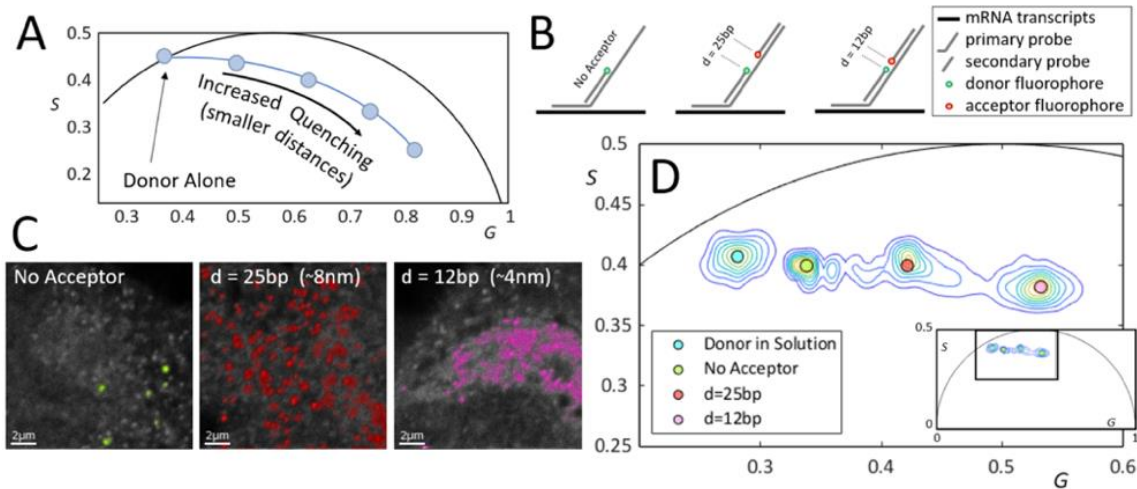 A
0.5
0.4
S
0.3
0.2
Increased Quenching
(smaller distances)
Donor Alone
0.3 0.4 0.5 0.6 0.7 0.8 0.9 1
G
B
No Acceptor
d = 25bp
d = 12bp
mRNA transcripts
primary probe
secondary probe
donor fluorophore
acceptor fluorophore
C
No Acceptor
d = 25bp (~8nm)
d = 12bp (~4nm)
2μm
2μm
2μm
D
S
0.5
0.45
0.4
0.35
0.3
0.25
Donor in Solution
No Acceptor
d=25bp
d=12bp
0.5
S
0
0
G
1
0.3 0.4 0.5 0.6
G